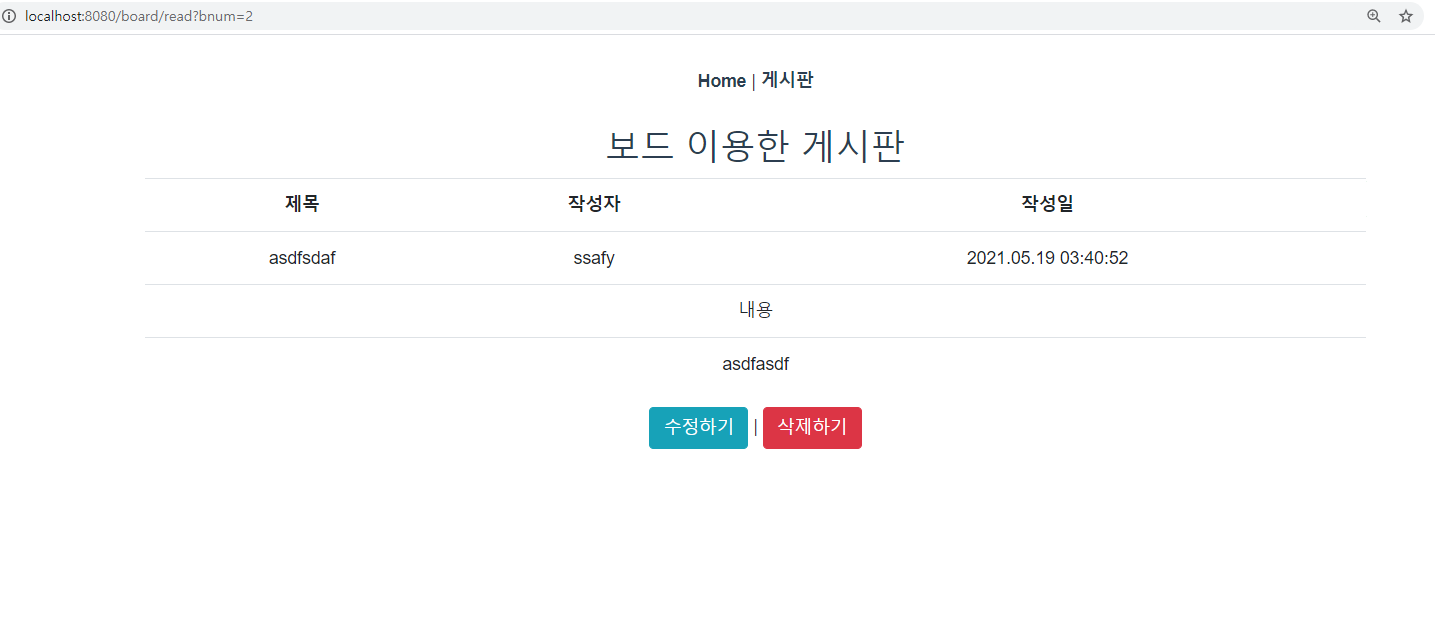 localhost:8080/board/read?bnum=2
Home | 게시판
보드 이용한 게시판
제목 작성자 작성일
asdfsdaf ssafy 2021.05.19 03:40:52
내용
asdfasdf
수정하기 | 삭제하기